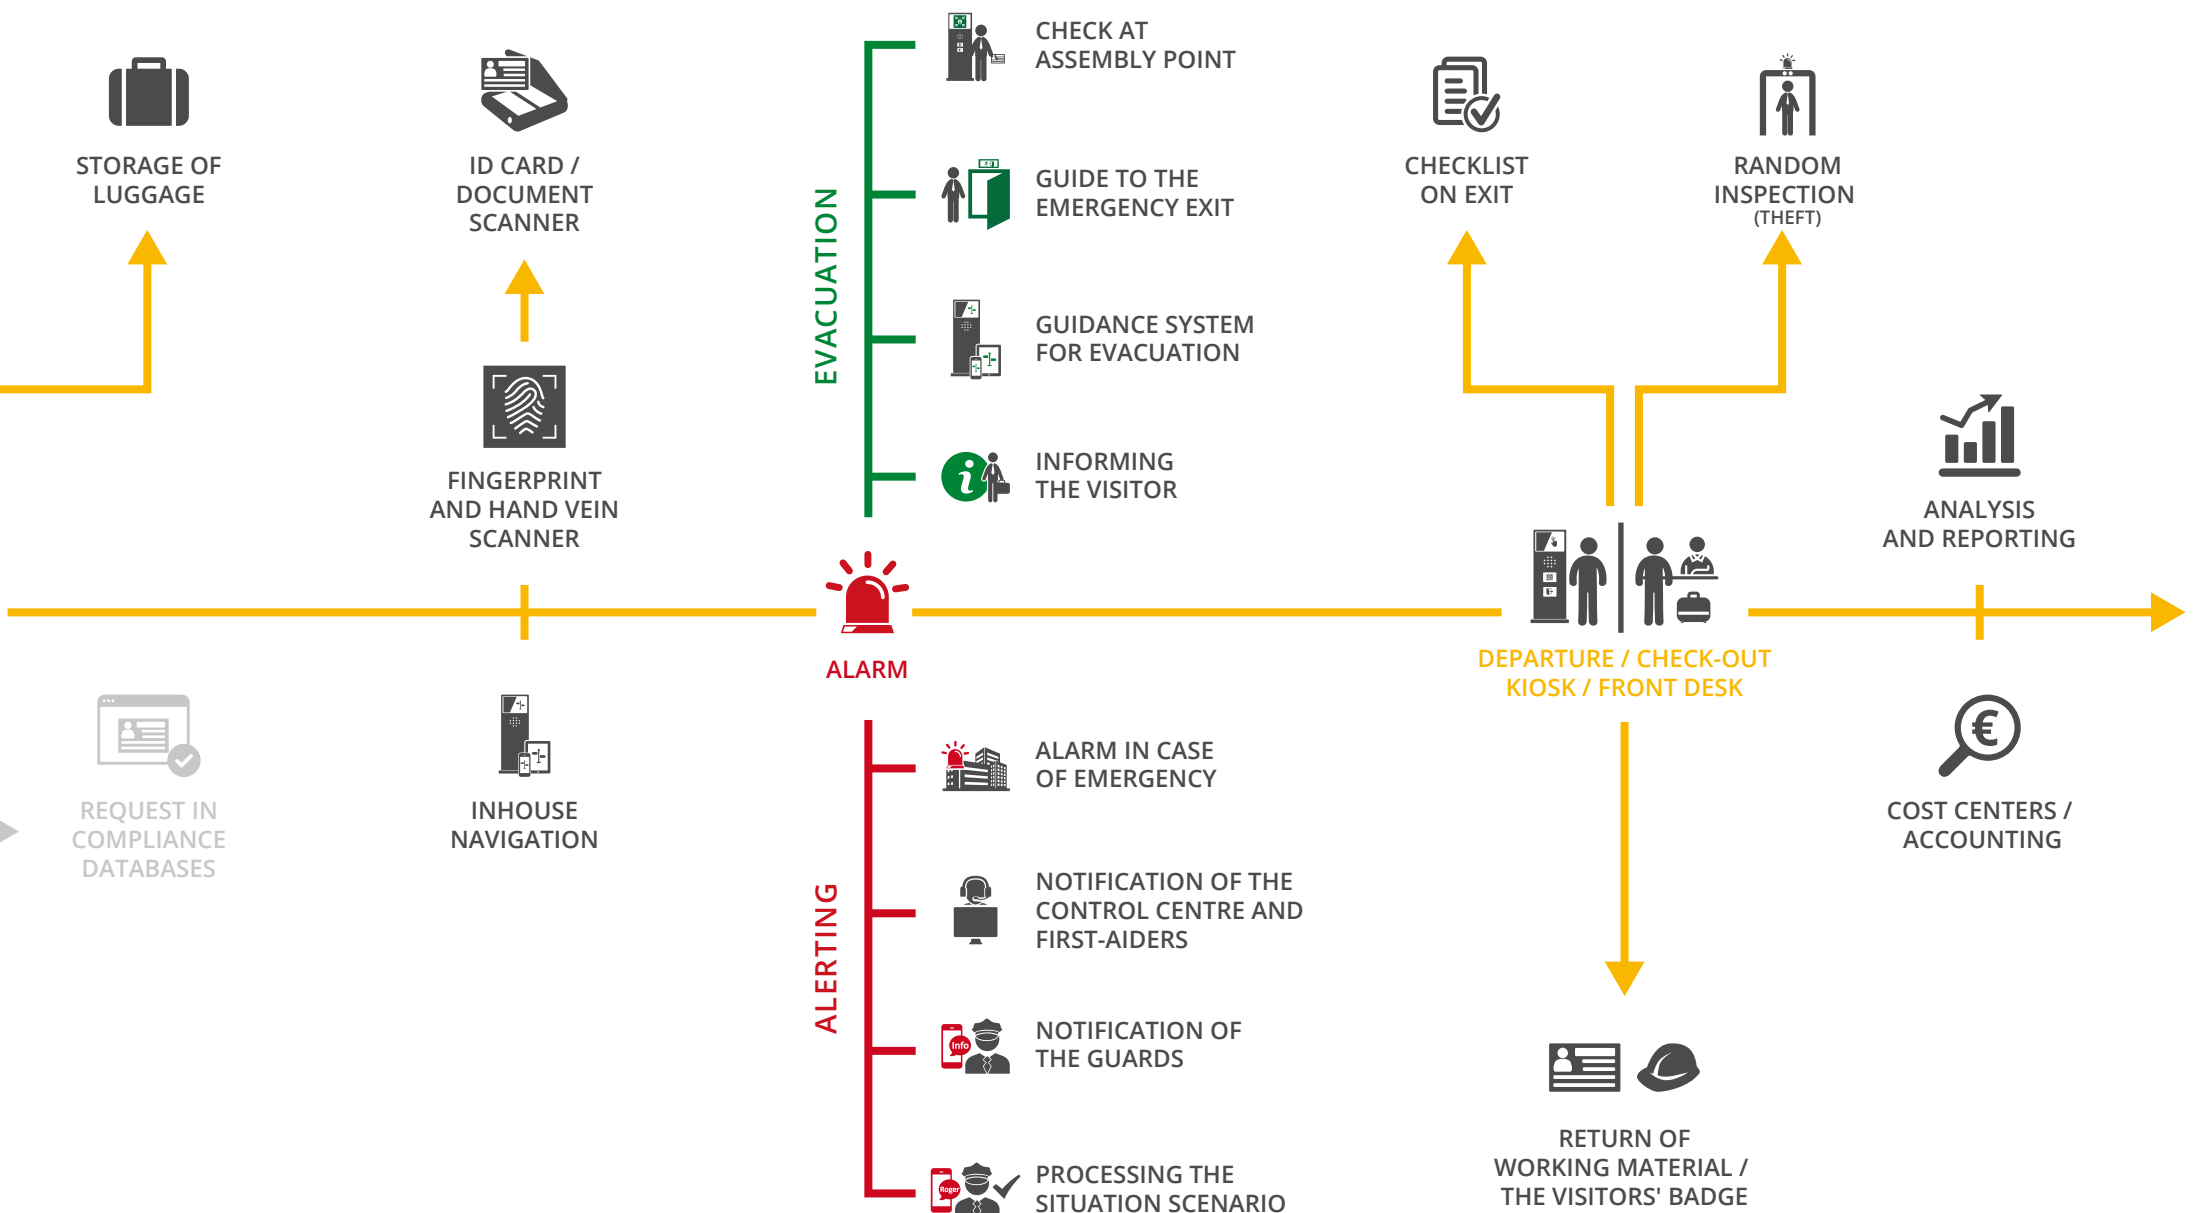 STORAGE OF
LUGGAGE
ID CARD /
DOCUMENT
SCANNER
FINGERPRINT
AND HAND VEIN
SCANNER
REQUEST IN
COMPLIANCE
DATABASES
INHOUSE
NAVIGATION
EVACUATION
CHECK AT
ASSEMBLY POINT
GUIDE TO THE
EMERGENCY EXIT
GUIDANCE SYSTEM
FOR EVACUATION
i
INFORMING
THE VISITOR
ALARM
ALERTING
ALARM IN CASE
OF EMERGENCY
NOTIFICATION OF THE
CONTROL CENTRE AND
FIRST-AIDERS
Info
NOTIFICATION OF
THE GUARDS
Roger
PROCESSING THE
SITUATION SCENARIO
CHECKLIST
ON EXIT
RANDOM
INSPECTION
(THEFT)
DEPARTURE / CHECK-OUT
KIOSK / FRONT DESK
RETURN OF
WORKING MATERIAL /
THE VISITORS' BADGE
ANALYSIS
AND REPORTING
€
COST CENTERS /
ACCOUNTING